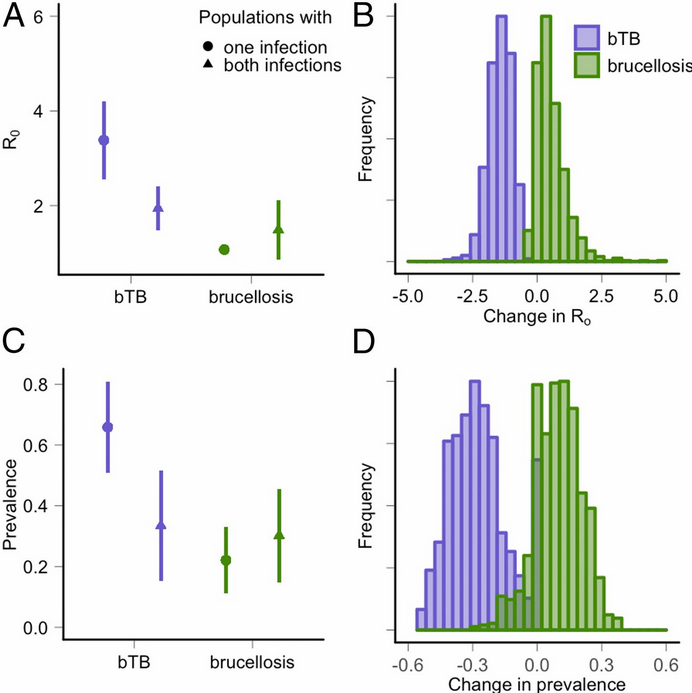 A
6
4
2
R0
Populations with
one infection
both infections
bTB
brucellosis
B
Frequency
bTB
brucellosis
-5.0
-2.5
0.0
2.5
5.0
Change in Ro
C
0.8
0.6
0.4
0.2
0.0
Prevalence
bTB
brucellosis
D
Frequency
-0.6
-0.3
0.0
0.3
0.6
Change in prevalence